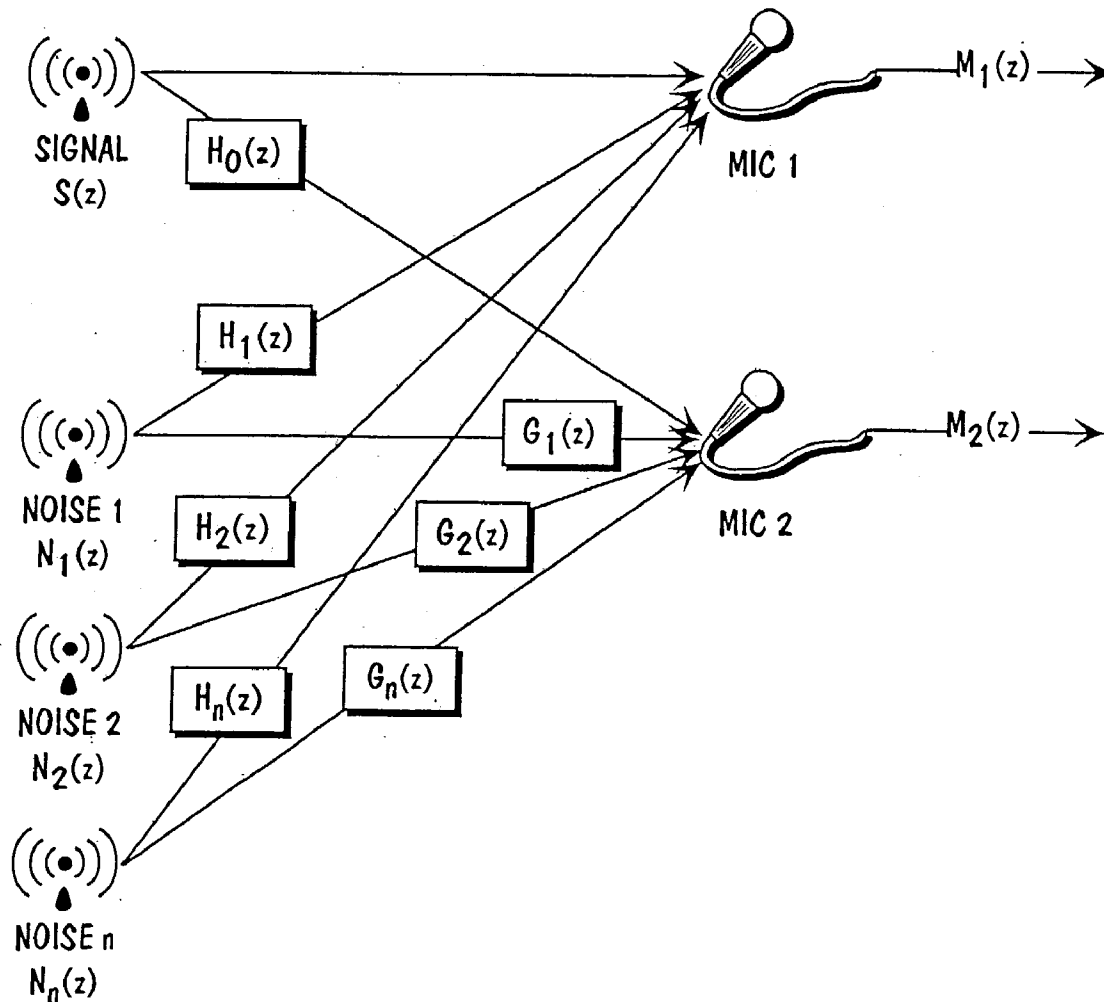 SIGNAL
S(z)
H0(z)
MIC 1
M1(z)
H1(z)
NOISE 1
N1(z)
G1(z)
MIC 2
M2(z)
H2(z)
G2(z)
NOISE 2
N2(z)
Hn(z)
Gn(z)
NOISE n
Nn(z)